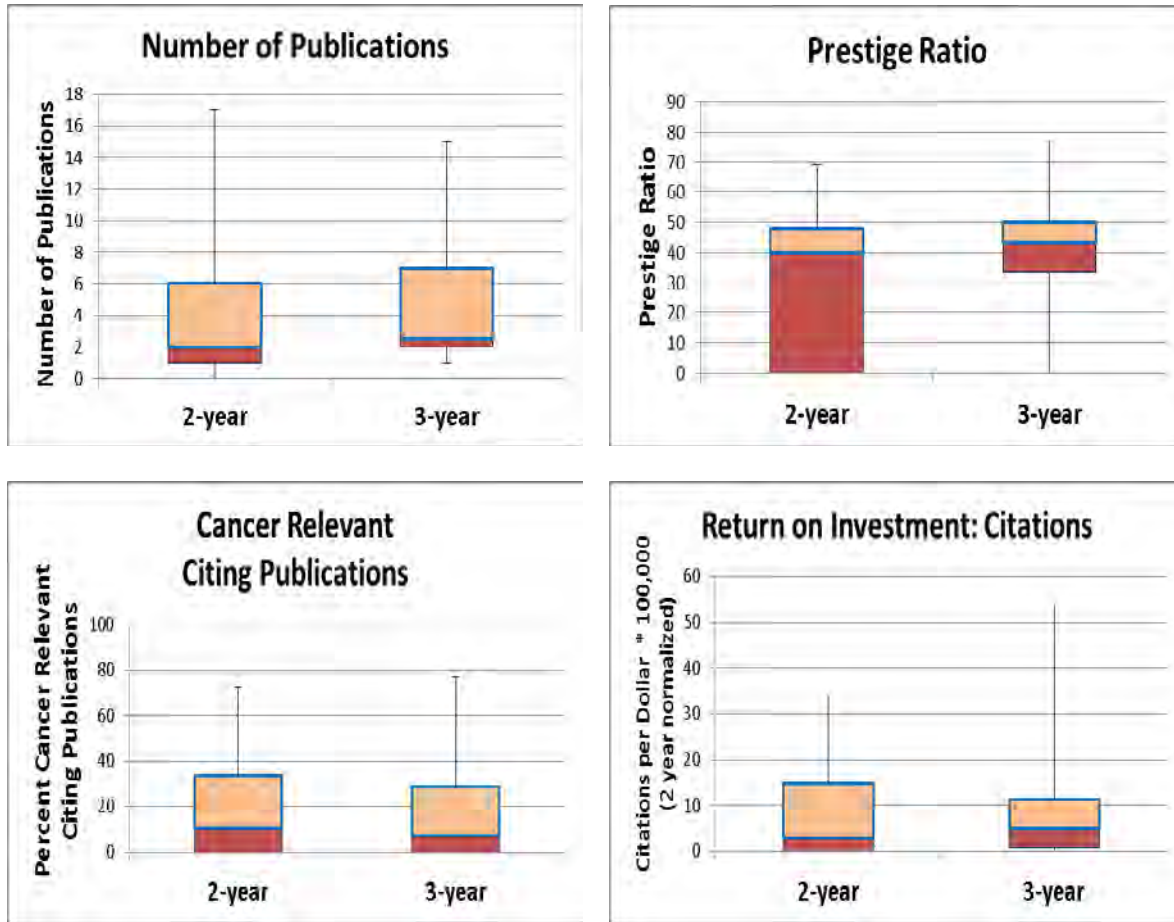 Number of Publications
Number of Publications
18
16
14
12
10
8
6
4
2
0
2-year
3-year
Prestige Ratio
Prestige Ratio
90
80
70
60
50
40
30
20
10
0
2-year
3-year
Cancer Relevant
Citing Publications
Percent Cancer Relevant
Citing Publications
100
80
60
40
20
0
2-year
3-year
Return on Investment: Citations
Citations per Dollar * 100,000
(2 year normalized)
60
50
40
30
20
10
0
2-year
3-year